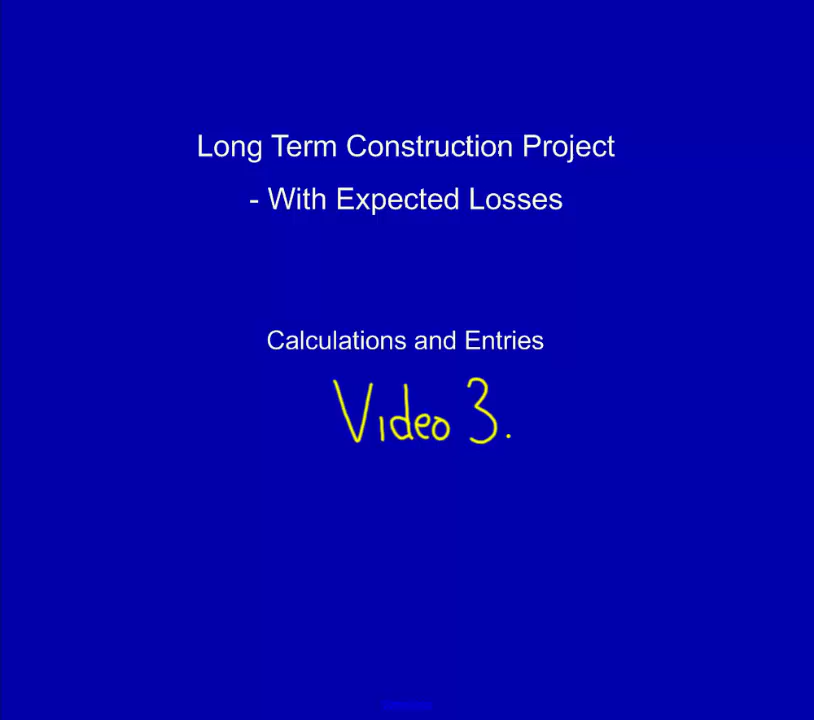 Long Term Construction Project
- With Expected Losses
Calculations and Entries
Video 3.